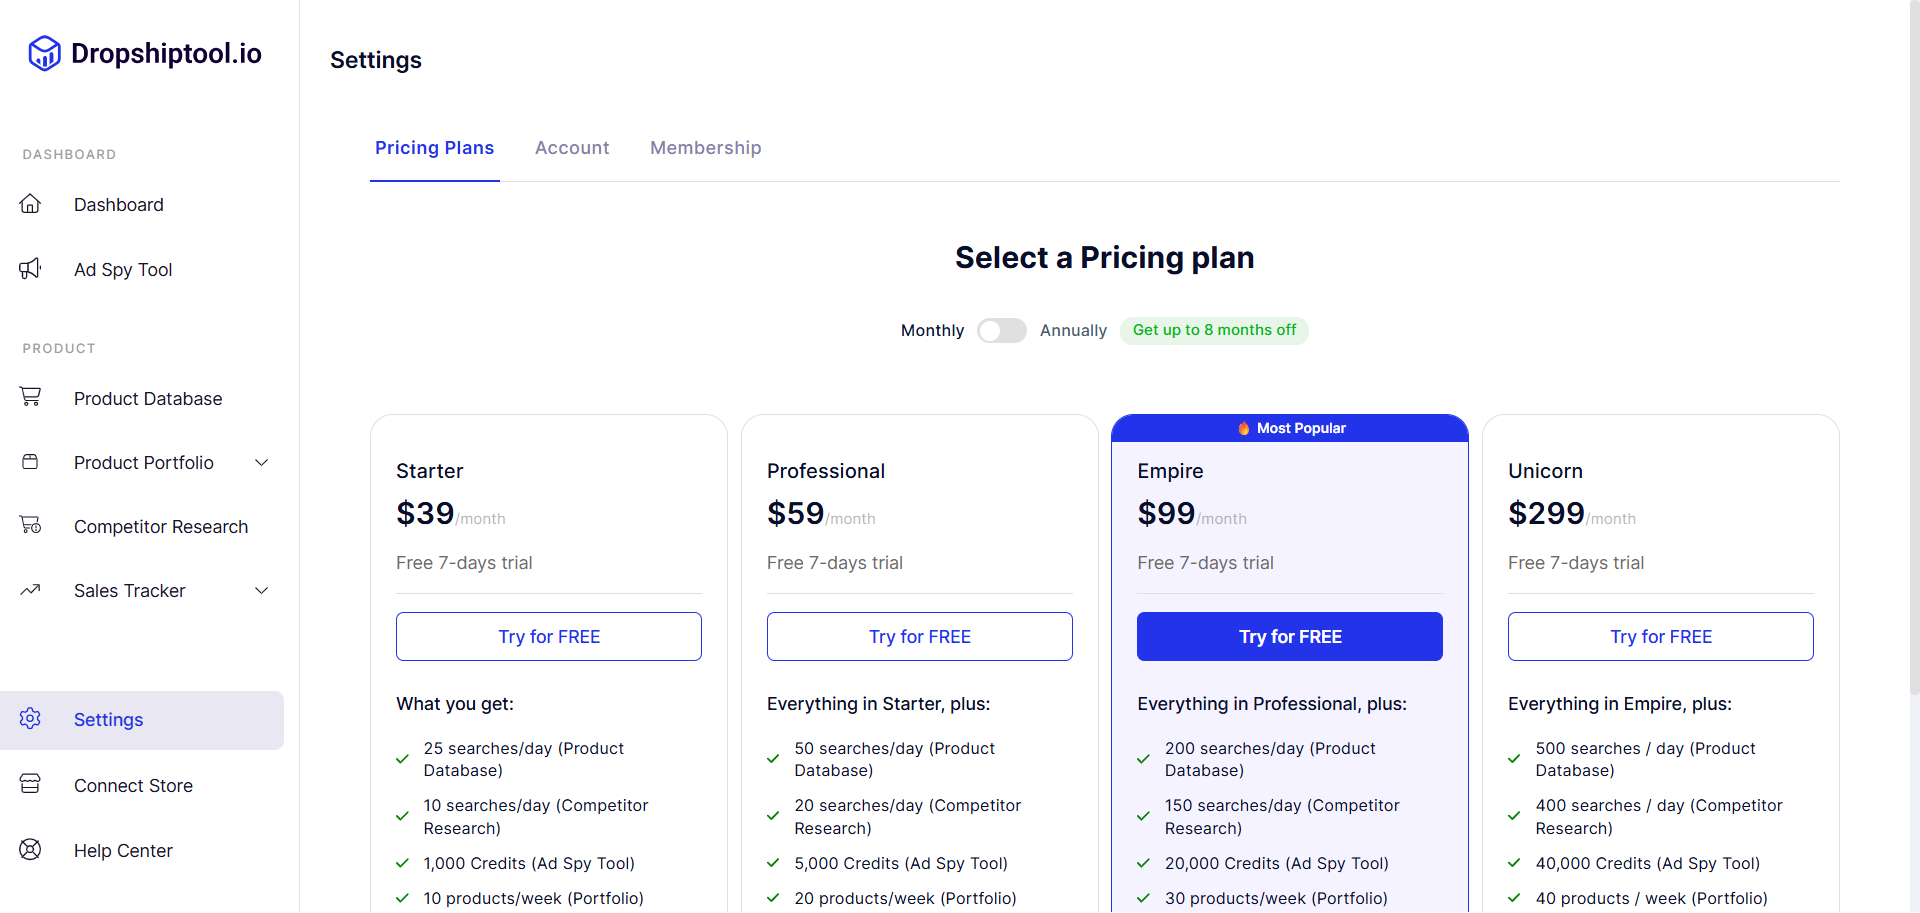 Dropshiptool.io
DASHBOARD
Dashboard
Ad Spy Tool
PRODUCT
Product Database
Product Portfolio
Competitor Research
Sales Tracker
Settings
Connect Store
Help Center
Settings
Pricing Plans
Account
Membership
Select a Pricing plan
Monthly
Annually
Get up to 8 months off
Starter
$39/month
Free 7-days trial
Try for FREE
What you get:
25 searches/day (Product
Database)
10 searches/day (Competitor
Research)
1,000 Credits (Ad Spy Tool)
10 products/week (Portfolio)
Professional
$59/month
Free 7-days trial
Try for FREE
Everything in Starter, plus:
50 searches/day (Product
Database)
20 searches/day (Competitor
Research)
5,000 Credits (Ad Spy Tool)
20 products/week (Portfolio)
🔥 Most Popular
Empire
$99/month
Free 7-days trial
Try for FREE
Everything in Professional, plus:
200 searches/day (Product
Database)
150 searches/day (Competitor
Research)
20,000 Credits (Ad Spy Tool)
30 products/week (Portfolio)
Unicorn
$299/month
Free 7-days trial
Try for FREE
Everything in Empire, plus:
500 searches / day (Product
Database)
400 searches / day (Competitor
Research)
40,000 Credits (Ad Spy Tool)
40 products / week (Portfolio)